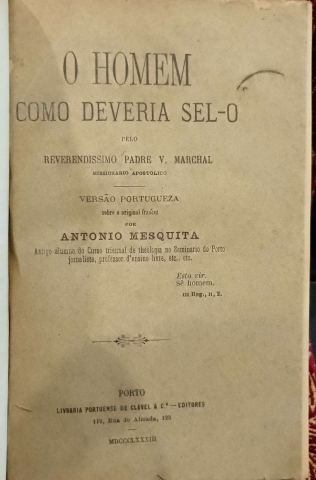 O HOMEM
COMO DEVERIA SEL-O
PELO
REVERENDISSIMO PADRE V. MARCHAL
MISSIONARIO APOSTOLICO
VERSÃO PORTUGUEZA
sobre o original francez
POR
ANTONIO MESQUITA
Antigo alumno do Curso triennal de theologia no Seminario do Porto
jornalista, professor d'ensino livre, etc., etc.
Esto vir.
Sê homem.
III Reg., II, 2.
PORTO
LIVRARIA PORTUENSE DE CLAVEL & C.ª — EDITORES
119, Rua do Almada, 123
MDCCCLXXXIII